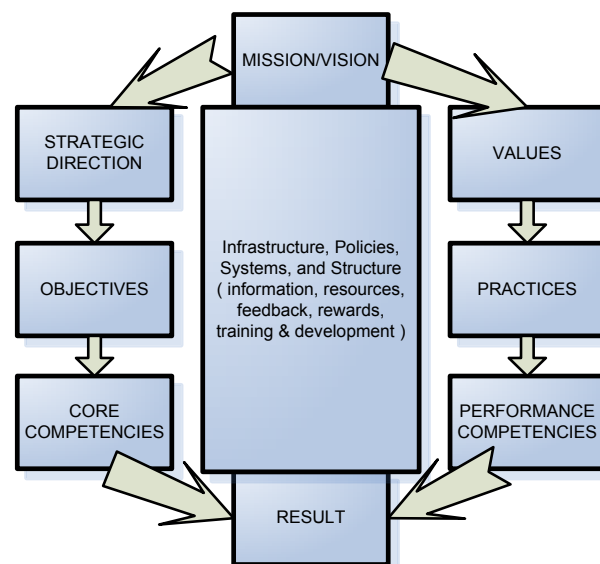 MISSION/VISION
STRATEGIC
DIRECTION
VALUES
Infrastructure, Policies,
Systems, and Structure
( information, resources,
feedback, rewards,
training & development )
OBJECTIVES
PRACTICES
CORE
COMPETENCIES
PERFORMANCE
COMPETENCIES
RESULT